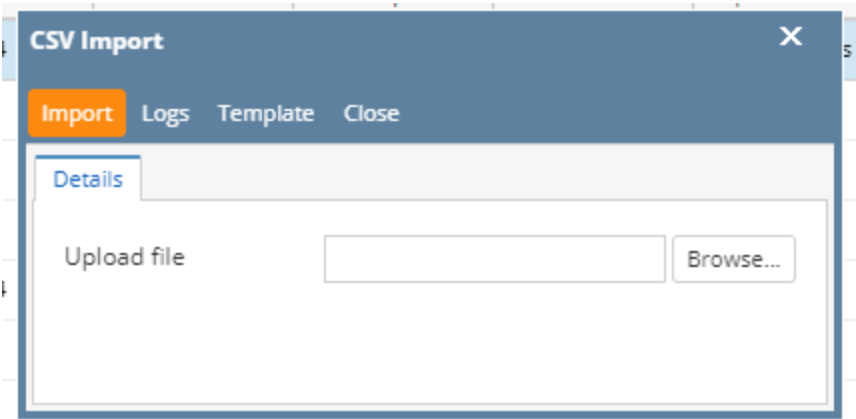 CSV Import
Import Logs Template Close
Details
Upload file Browse...